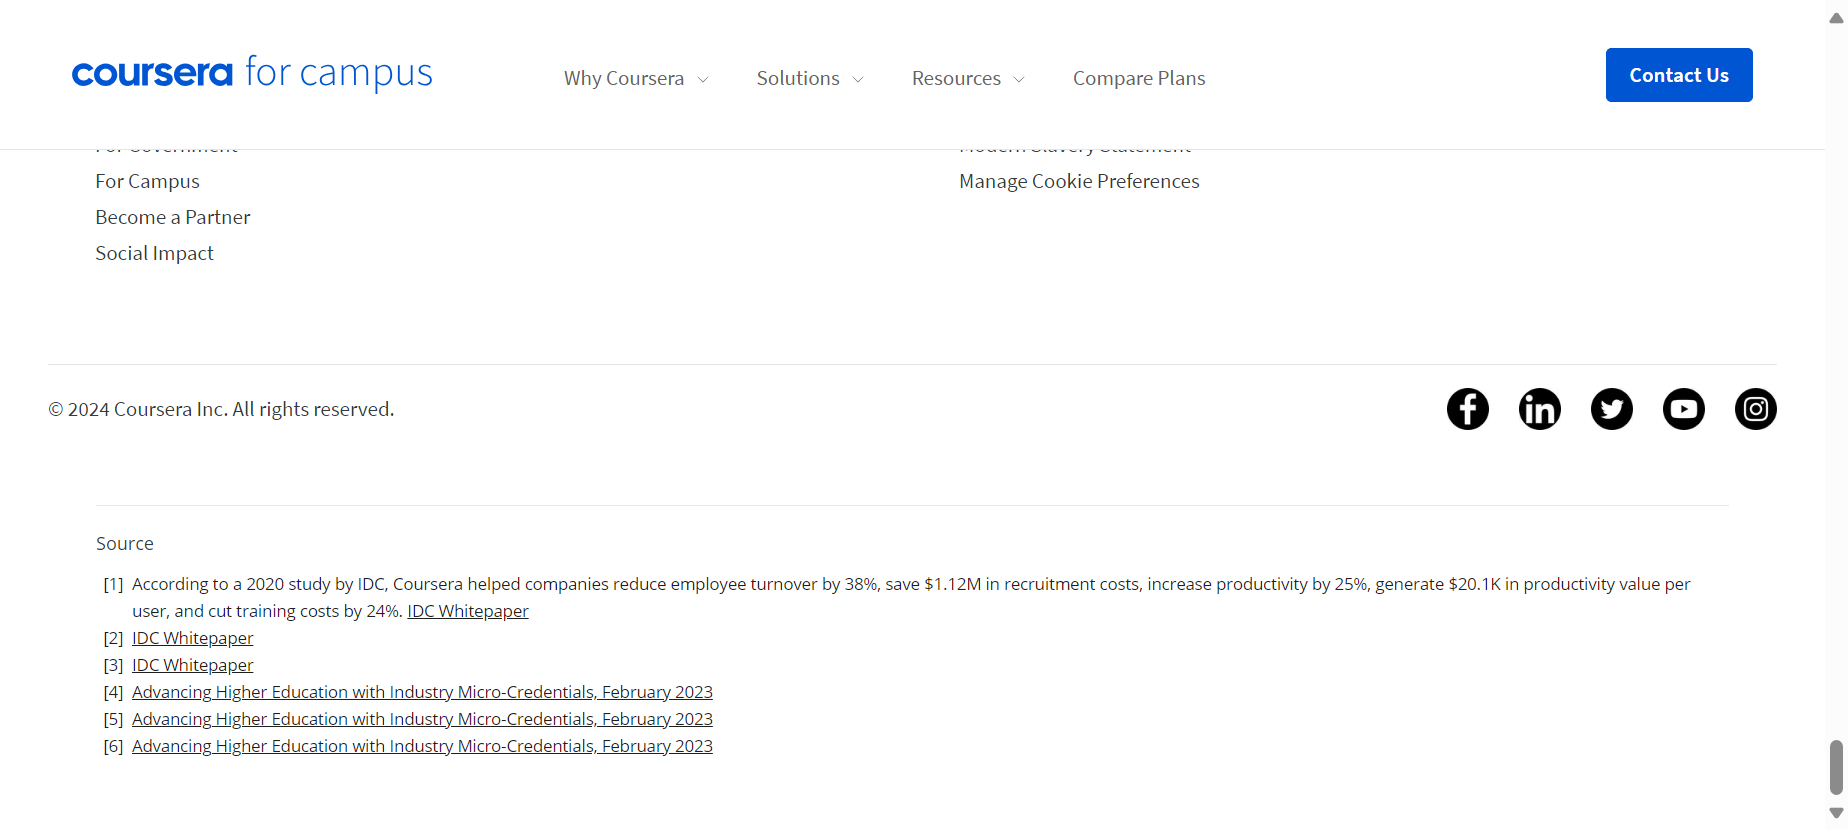 coursera for campus
Why Coursera
Solutions
Resources
Compare Plans
Contact Us
For Government
Modern Slavery Statement
For Campus
Manage Cookie Preferences
Become a Partner
Social Impact
© 2024 Coursera Inc. All rights reserved.
Source
[1] According to a 2020 study by IDC, Coursera helped companies reduce employee turnover by 38%, save $1.12M in recruitment costs, increase productivity by 25%, generate $20.1K in productivity value per
user, and cut training costs by 24%. IDC Whitepaper
[2] IDC Whitepaper
[3] IDC Whitepaper
[4] Advancing Higher Education with Industry Micro-Credentials, February 2023
[5] Advancing Higher Education with Industry Micro-Credentials, February 2023
[6] Advancing Higher Education with Industry Micro-Credentials, February 2023